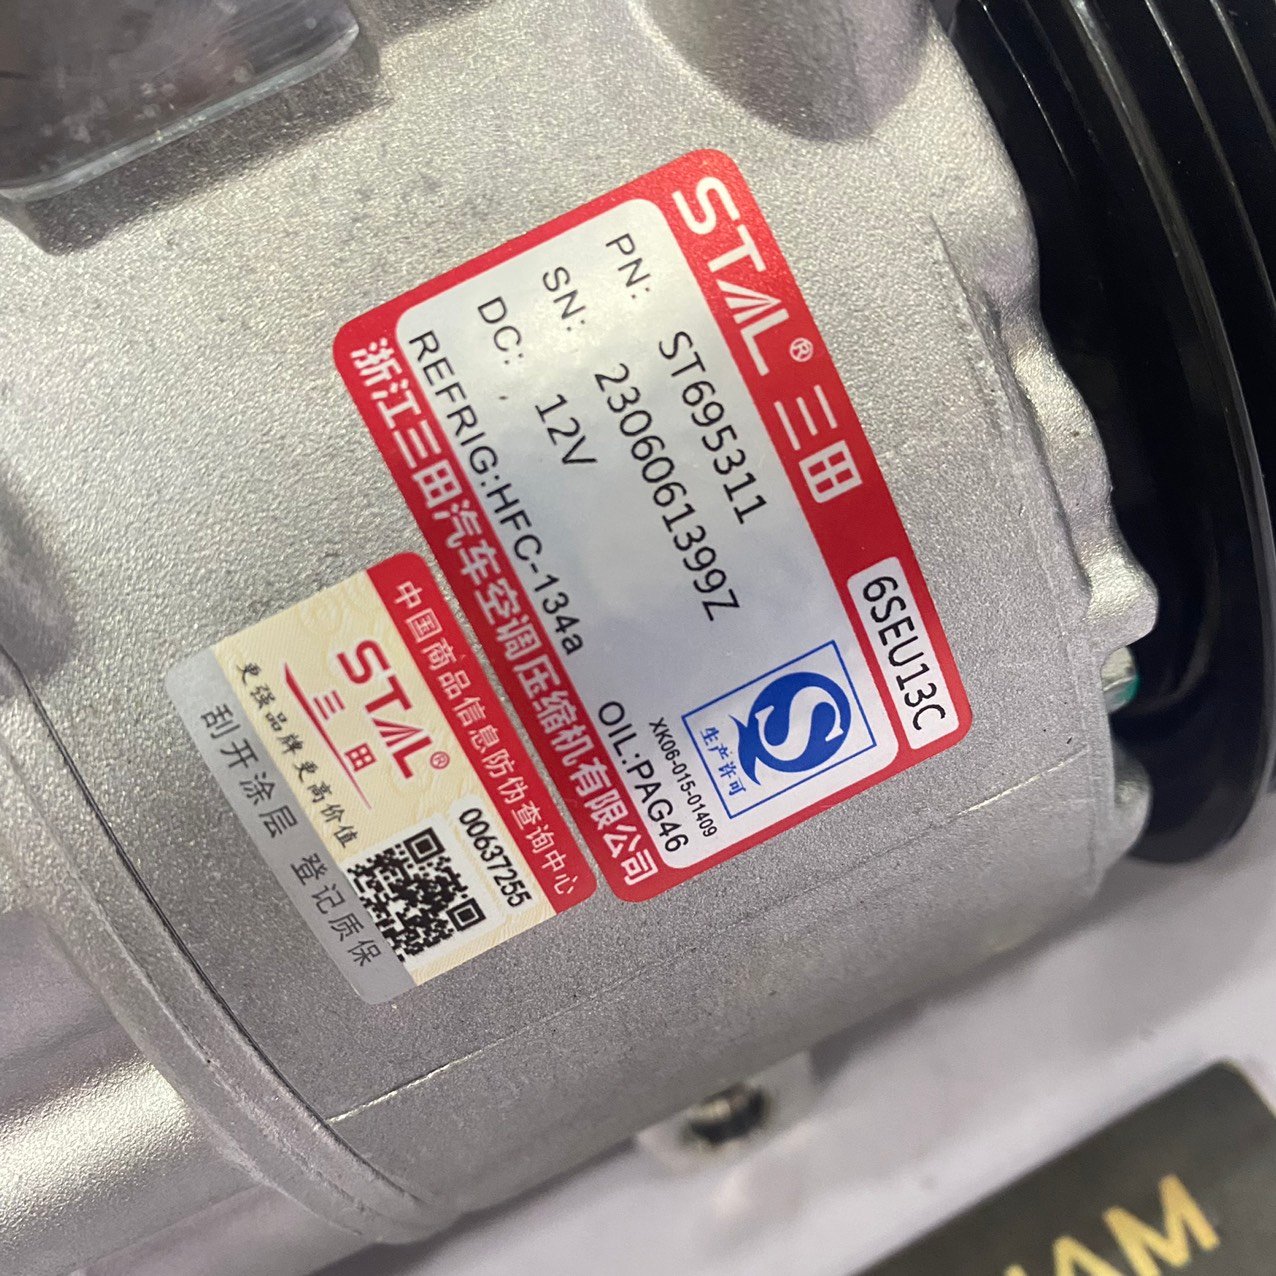 STAL® 三田
6SEU13C
PN: ST695311
SN: 2306061399Z
DC: 12V
REFRIG:HFC-134a
OIL:PAG46
生产许可
XK06-015-01409
浙江三田汽车空调压缩机有限公司
中国商品信息防伪查询中心
STAL®
三田
00637255
更强品牌更高价值
刮开涂层 登记质保